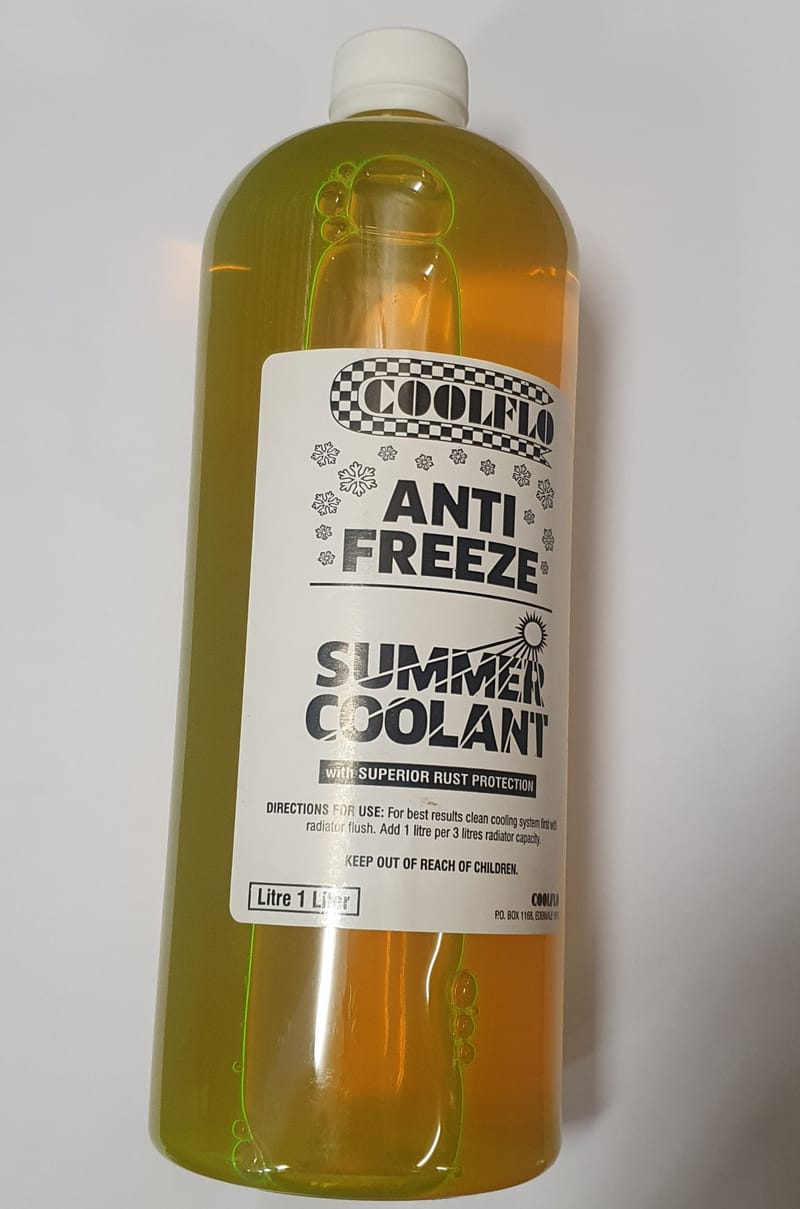 COOLFLO
ANTI
FREEZE
SUMMER
COOLANT
with SUPERIOR RUST PROTECTION
DIRECTIONS FOR USE: For best results clean cooling system first with
radiator flush. Add 1 litre per 3 litres radiator capacity.
KEEP OUT OF REACH OF CHILDREN.
Litre 1 Liter
COOLFLO
P.O. BOX 1166, EDENVALE